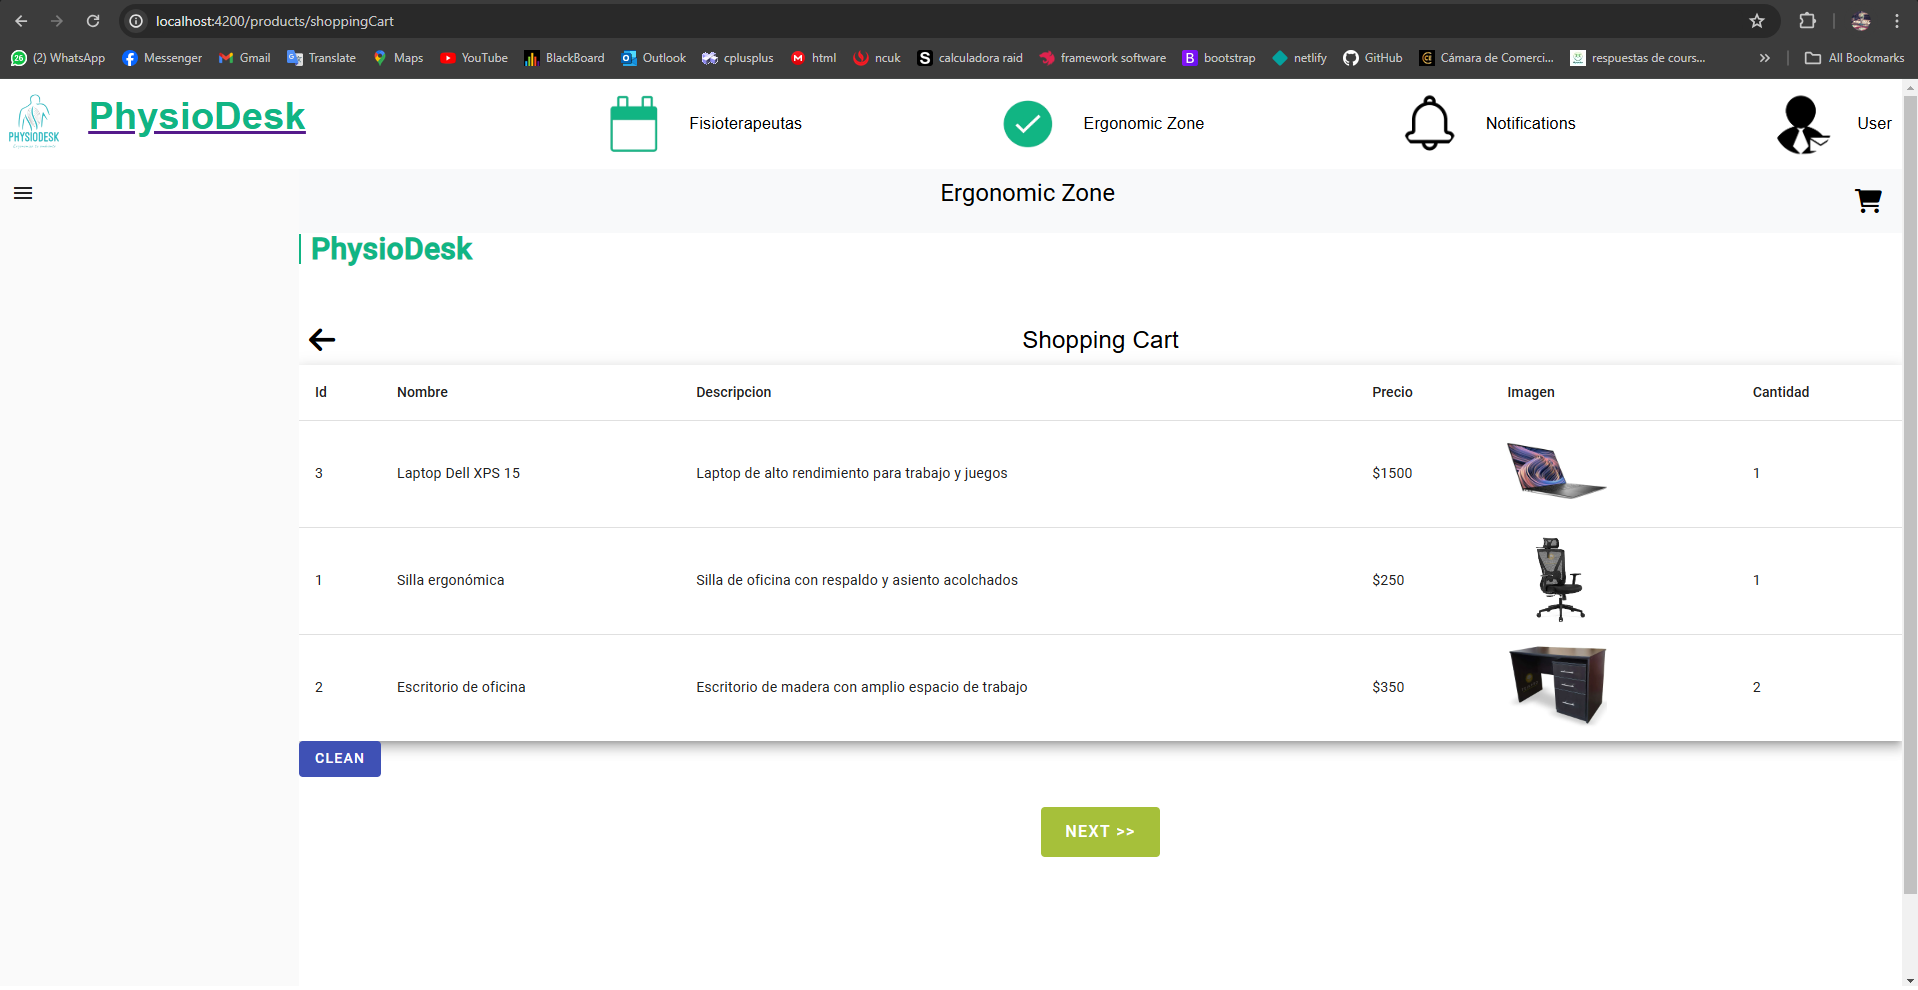 localhost:4200/products/shoppingCart
(2) WhatsApp Messenger Gmail Translate Maps YouTube BlackBoard Outlook cplusplus html ncuk calculadora raid framework software bootstrap netlify GitHub Cámara de Comerci... respuestas de cours... » All Bookmarks
PHYSIODESK
PhysioDesk
Fisioterapeutas
Ergonomic Zone
Notifications
User
Ergonomic Zone
PhysioDesk
Shopping Cart
Id Nombre Descripcion Precio Imagen Cantidad
3 Laptop Dell XPS 15 Laptop de alto rendimiento para trabajo y juegos $1500 1
1 Silla ergonómica Silla de oficina con respaldo y asiento acolchados $250 1
2 Escritorio de oficina Escritorio de madera con amplio espacio de trabajo $350 2
CLEAN
NEXT >>